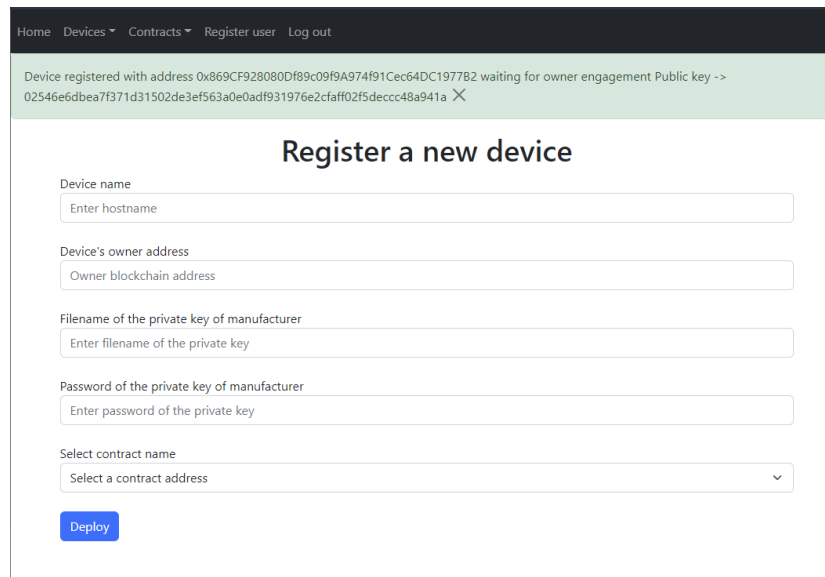 Home Devices Contracts Register user Log out
Device registered with address 0x869CF928080Df89c09f9A974f91Cec64DC1977B2 waiting for owner engagement Public key ->
02546e6dbea7f371d31502de3ef563a0e0adf931976e2cfaff02f5deccc48a941a
Register a new device
Device name
Enter hostname
Device's owner address
Owner blockchain address
Filename of the private key of manufacturer
Enter filename of the private key
Password of the private key of manufacturer
Enter password of the private key
Select contract name
Select a contract address
Deploy